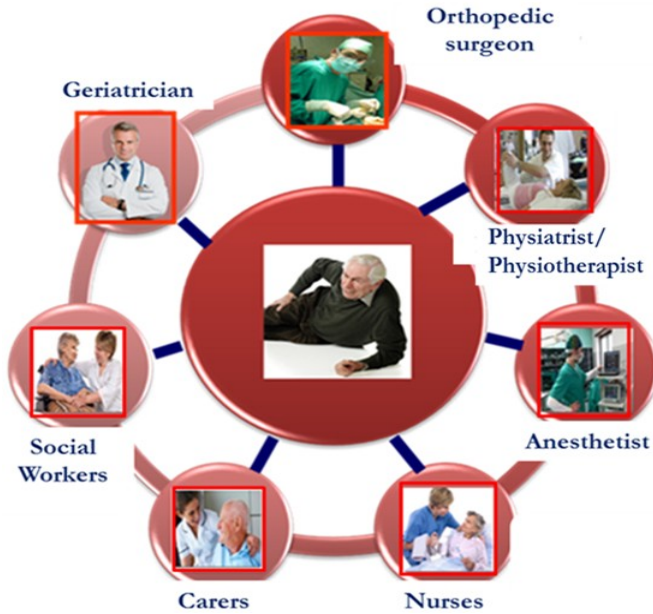 Orthopedic
surgeon
Geriatrician
Physiatrist/
Physiotherapist
Anesthetist
Social
Workers
Carers
Nurses